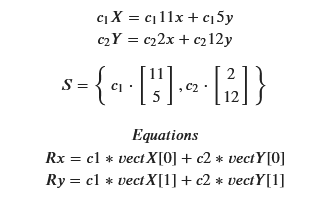 c₁X = c₁11x + c₁5y
c₂Y = c₂2x + c₂12y
S = { c₁ · [11 5], c₂ · [2 12] }
Equations
Rx = c1 * vectX[0] + c2 * vectY[0]
Ry = c1 * vectX[1] + c2 * vectY[1]